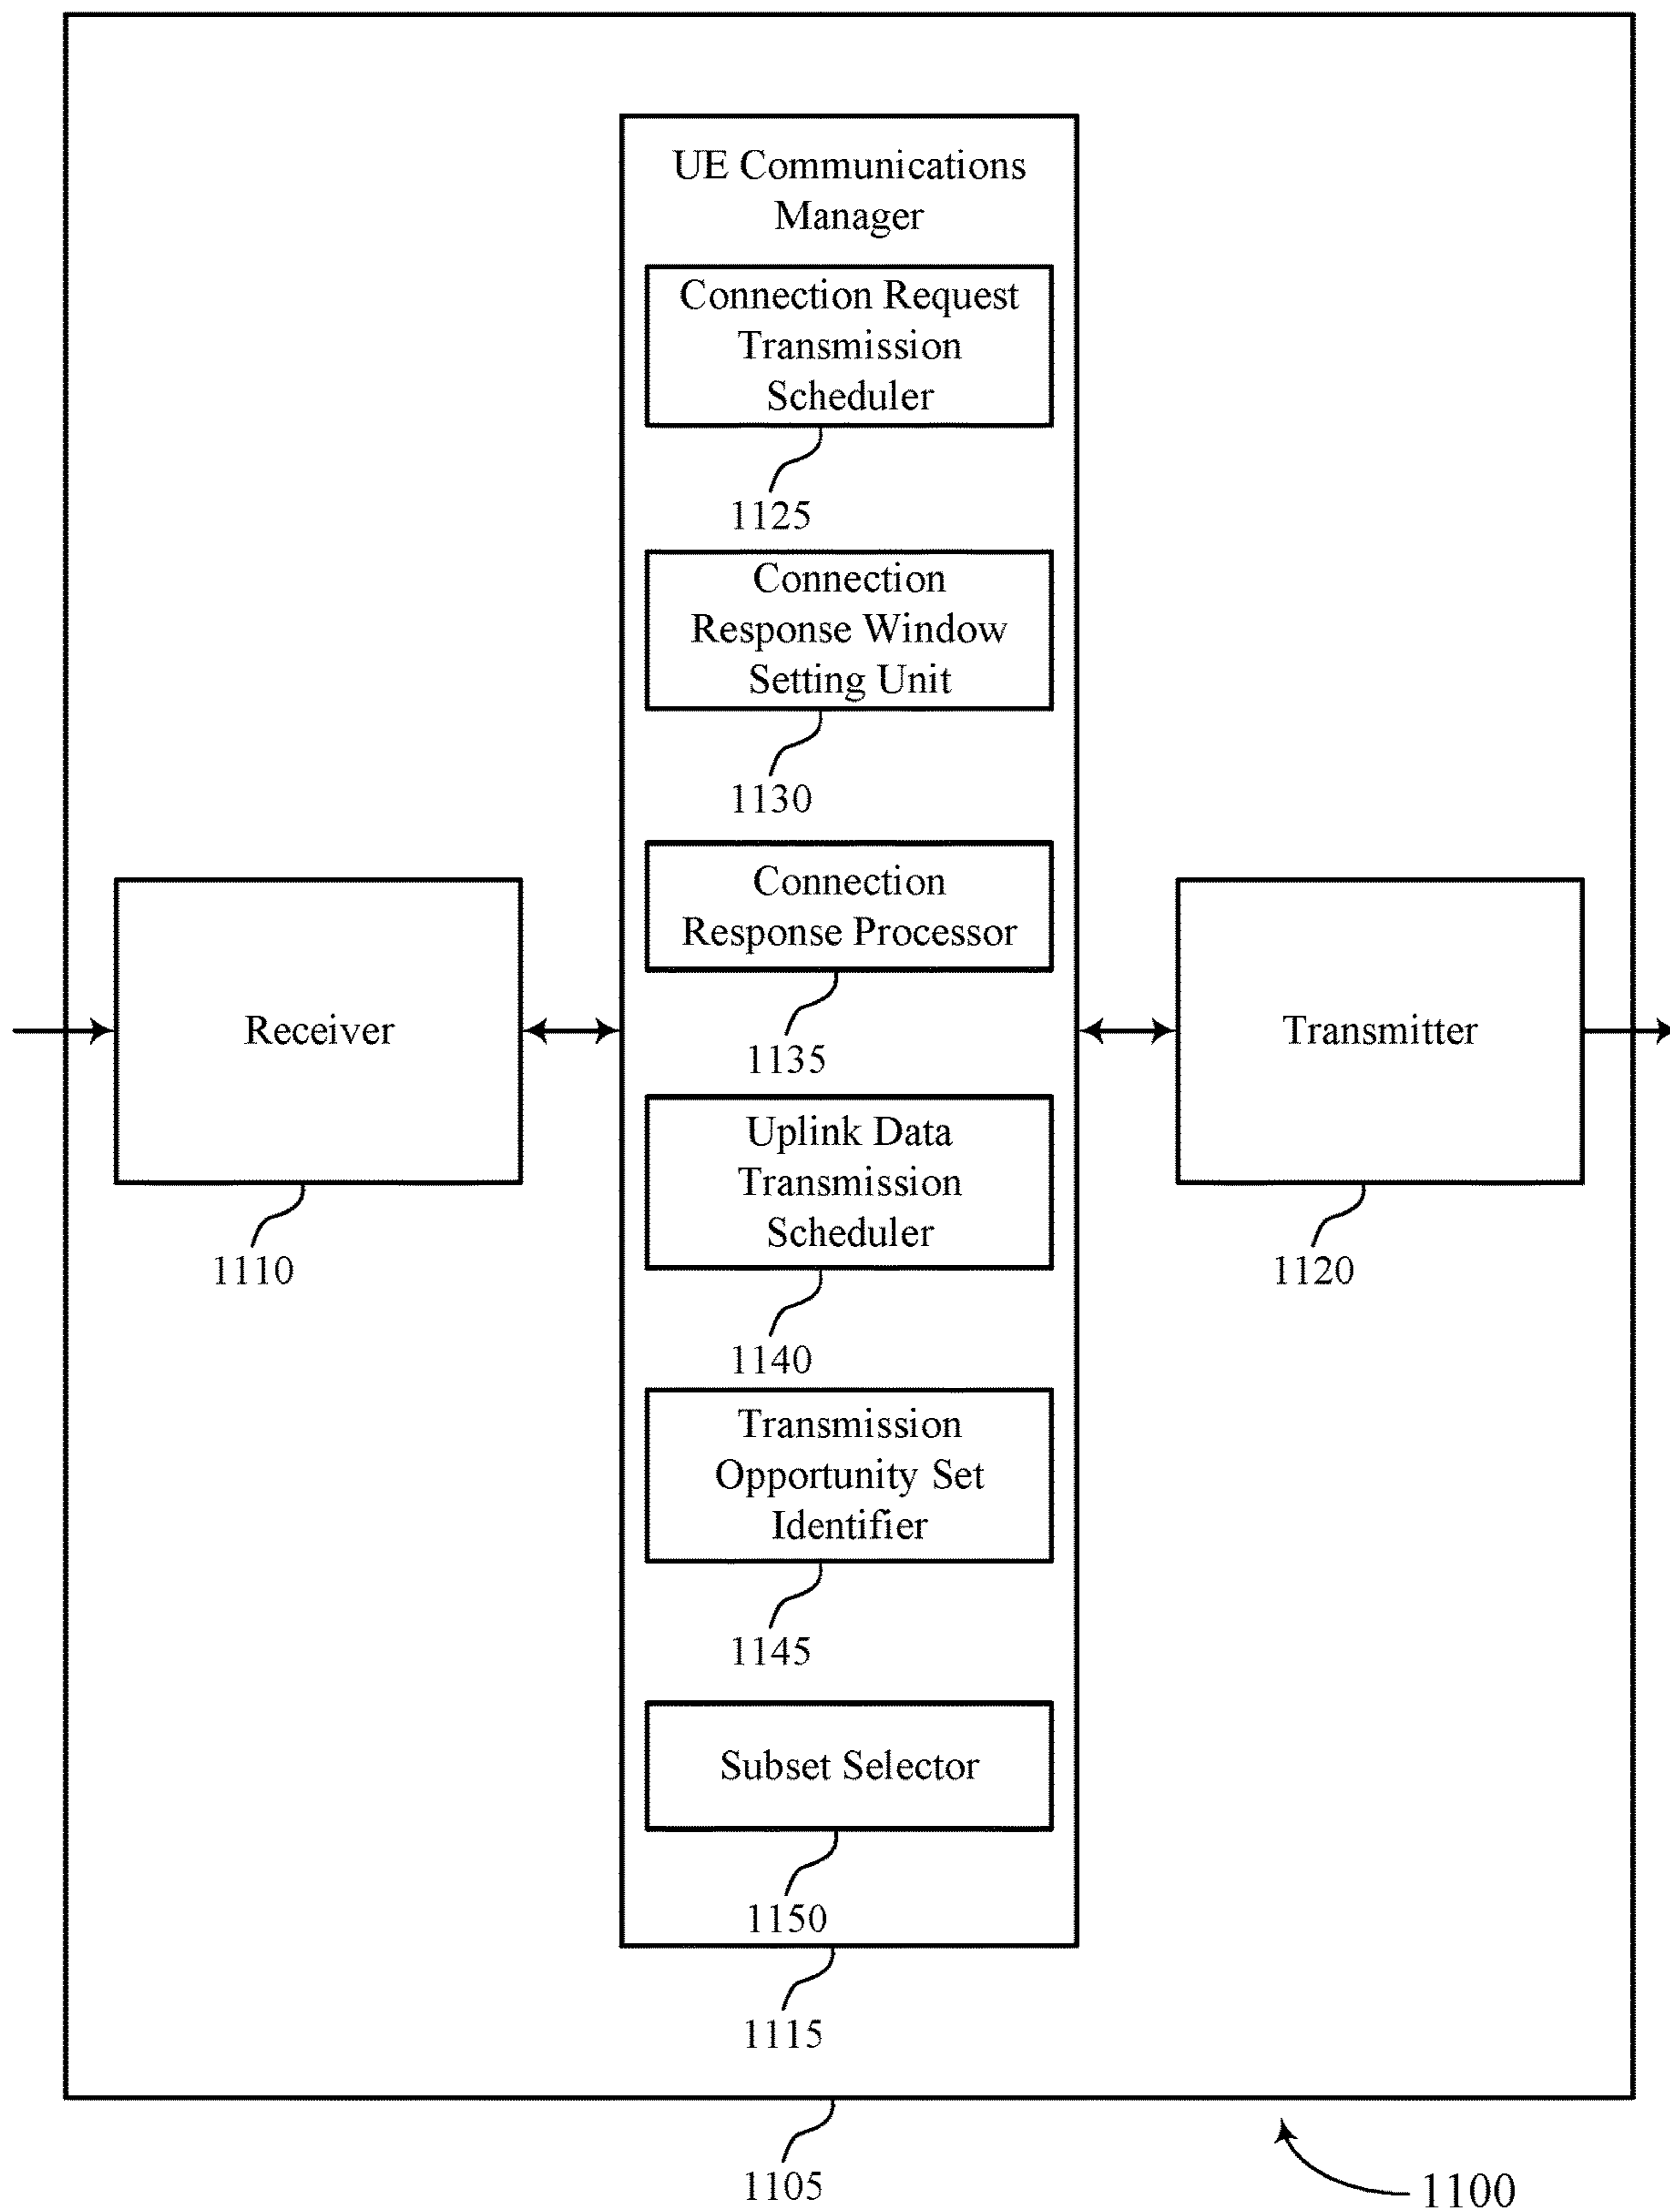 UE Communications
Manager
Connection Request
Transmission
Scheduler
1125
Connection
Response Window
Setting Unit
1130
Connection
Response Processor
1135
Receiver
1110
Transmitter
1120
Uplink Data
Transmission
Scheduler
1140
Transmission
Opportunity Set
Identifier
1145
Subset Selector
1150
1115
1105
1100